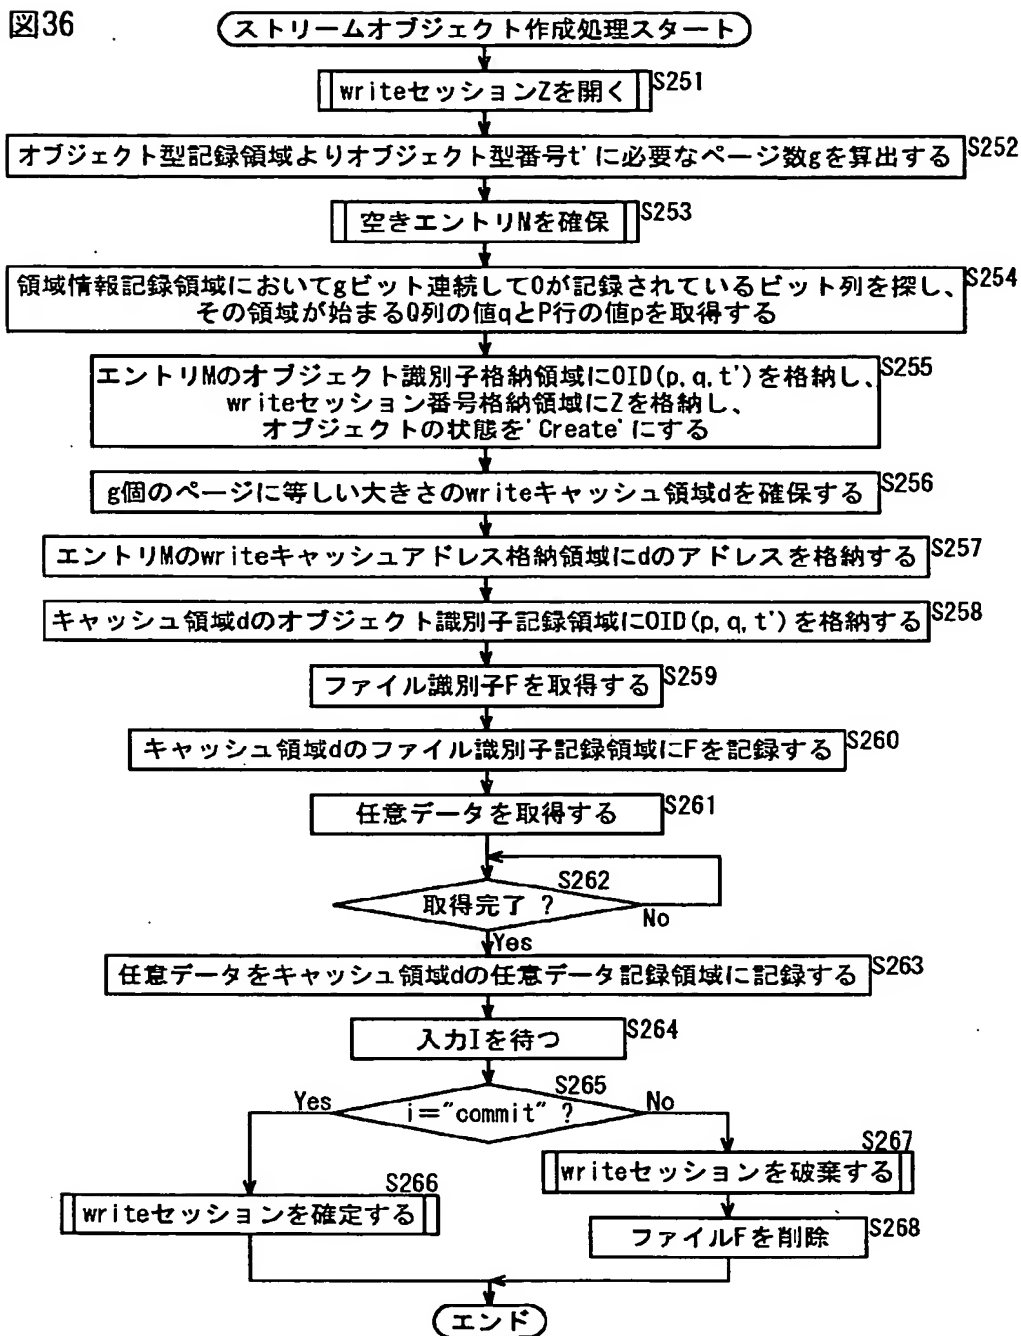 図36
ストリームオブジェクト作成処理スタート
writeセッションZを開く
S251
オブジェクト型記録領域よりオブジェクト型番号t'に必要なページ数gを算出する
S252
空きエントリNを確保
S253
領域情報記録領域においてgビット連続して0が記録されているビット列を探し、
その領域が始まるQ列の値qとP行の値pを取得する
S254
エントリMのオブジェクト識別子格納領域にOID(p,q,t')を格納し、
writeセッション番号格納領域にZを格納し、
オブジェクトの状態を'Create'にする
S255
g個のページに等しい大きさのwriteキャッシュ領域dを確保する
S256
エントリMのwriteキャッシュアドレス格納領域にdのアドレスを格納する
S257
キャッシュ領域dのオブジェクト識別子記録領域にOID(p,q,t')を格納する
S258
ファイル識別子Fを取得する
S259
キャッシュ領域dのファイル識別子記録領域にFを記録する
S260
任意データを取得する
S261
S262
取得完了 ?
No
Yes
任意データをキャッシュ領域dの任意データ記録領域に記録する
S263
入力Iを待つ
S264
S265
Yes
i=="commit" ?
No
S267
writeセッションを破棄する
S266
writeセッションを確定する
ファイルFを削除
S268
エンド